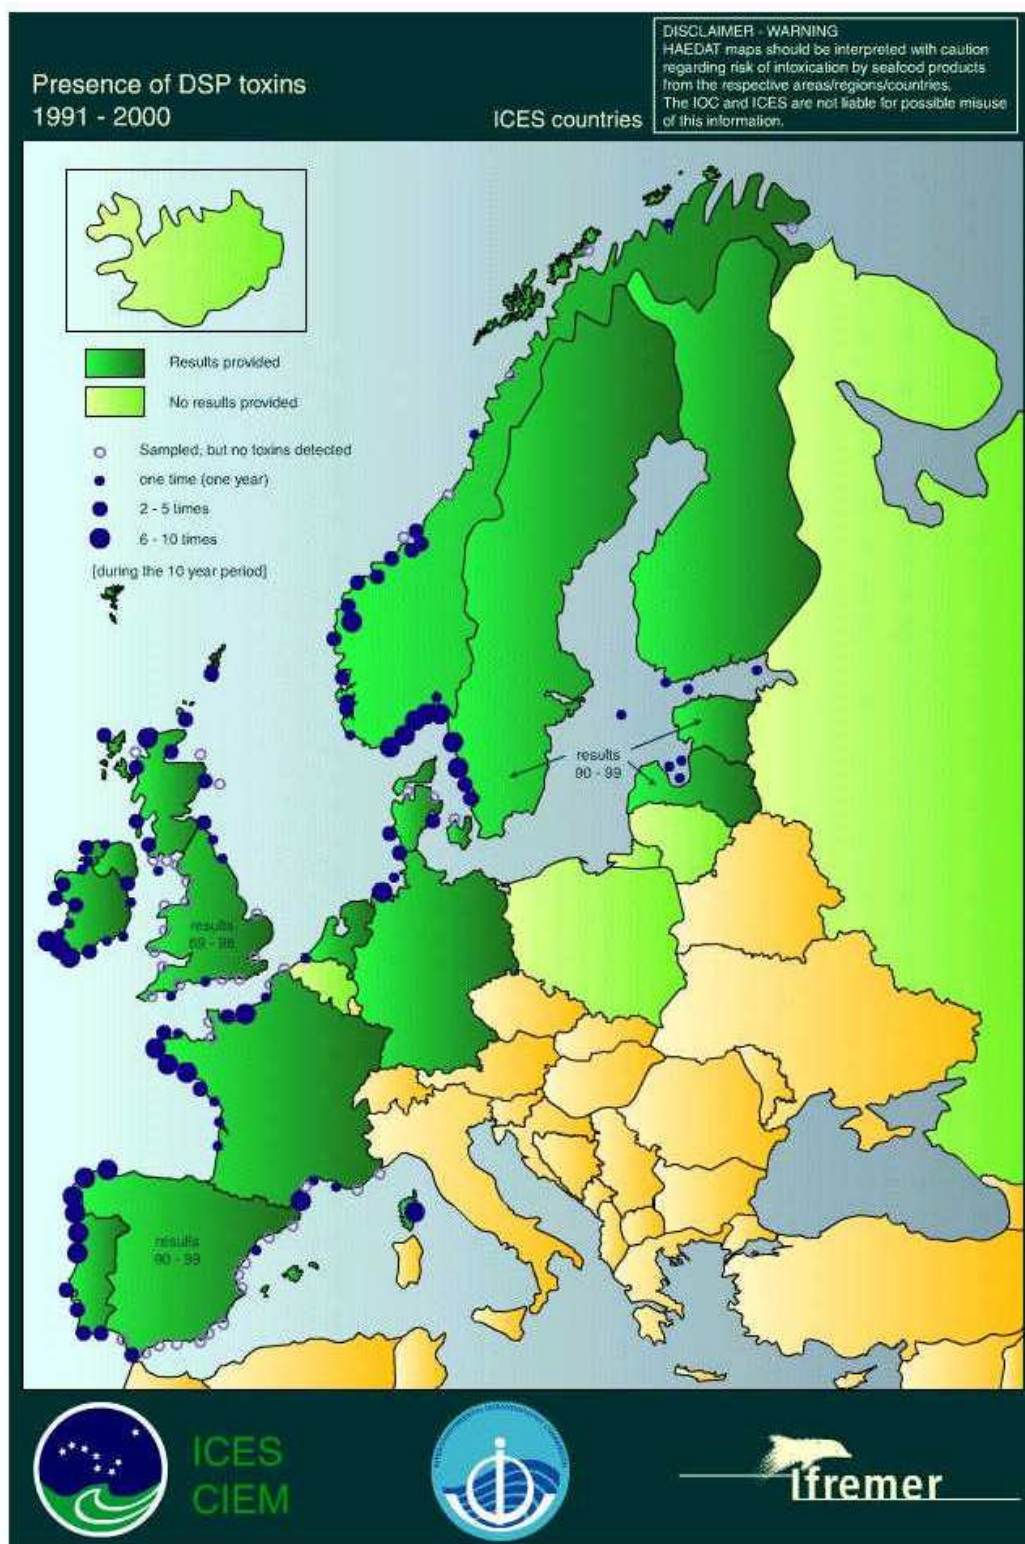 DISCLAIMER - WARNING
HAEDAT maps should be interpreted with caution
regarding risk of intoxication by seafood products
from the respective areas/regions/countries.
The IOC and ICES are not liable for possible misuse
of this information.
Presence of DSP toxins
1991 - 2000
ICES countries
Results provided
No results provided
Sampled, but no toxins detected
one time (one year)
2 - 5 times
6 - 10 times
[during the 10 year period]
results
90 - 99
results
89 - 98
results
90 - 99
ICES
CIEM
Ifremer